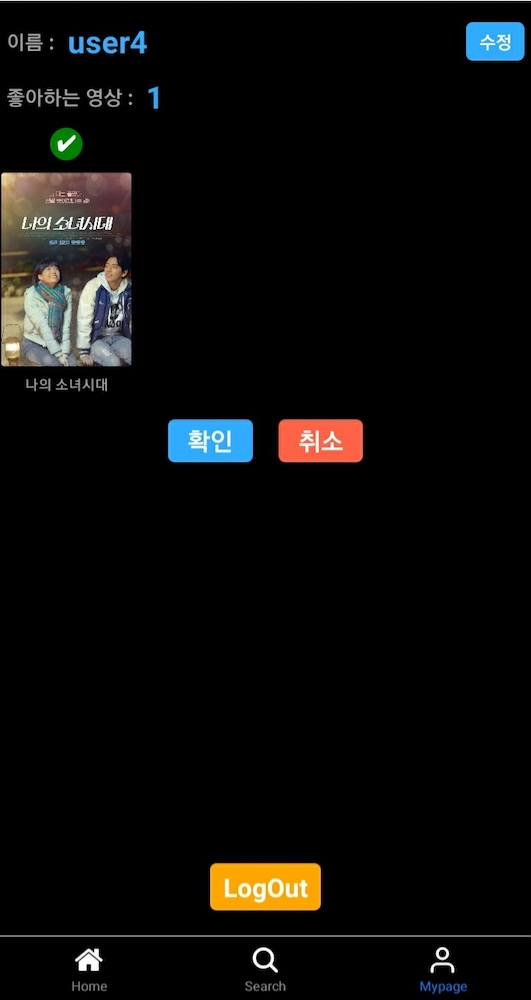 이름 : user4
수정
좋아하는 영상 : 1
나의 소녀시대
나의 소녀시대
확인
취소
LogOut
Home
Search
Mypage